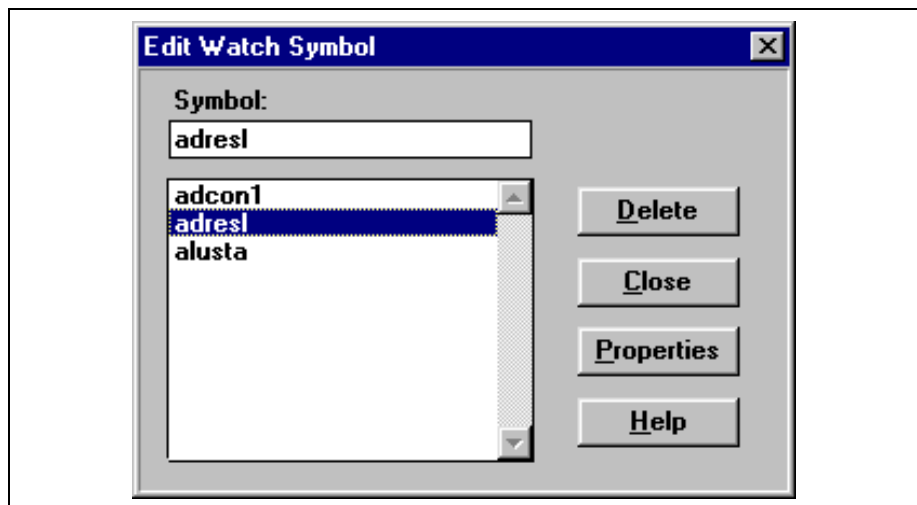 Edit Watch Symbol
Symbol:
adresl
adcon1
adresl
alusta
Delete
Close
Properties
Help